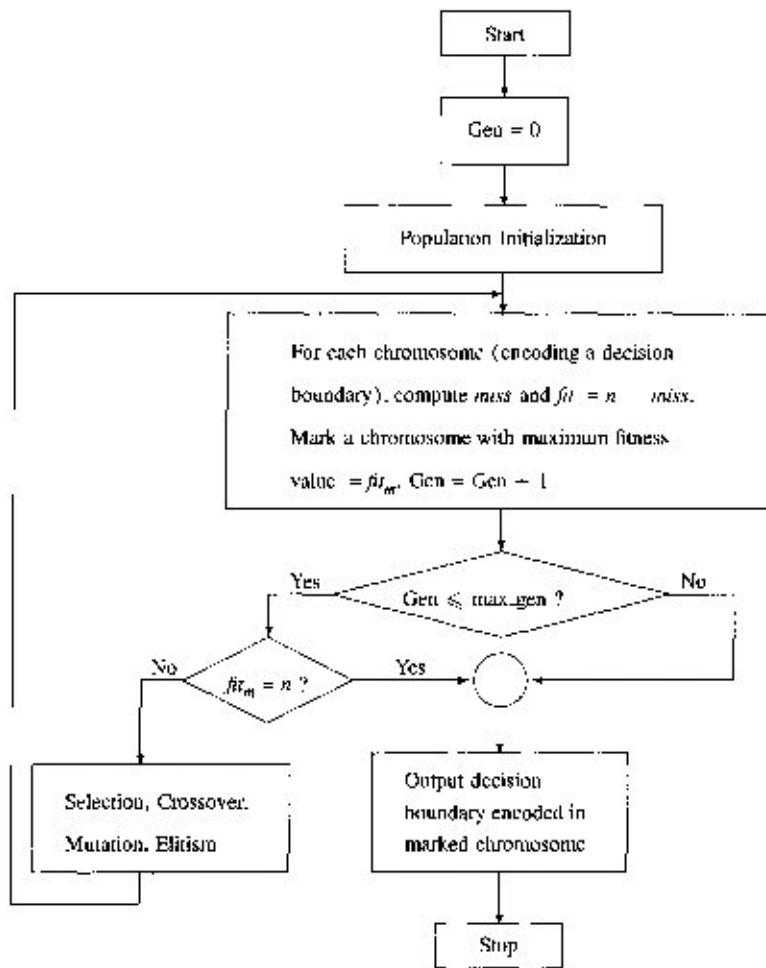 Start
Gen = 0
Population Initialization
For each chromosome (encoding a decision
boundary), compute miss and fit = n miss.
Mark a chromosome with maximum fitness
value = fitₘ. Gen = Gen + 1
Yes
Gen ⩽ max_gen ?
No
No
fitₘ = n ?
Yes
Selection, Crossover,
Mutation, Elitism
Output decision
boundary encoded in
marked chromosome
Stop